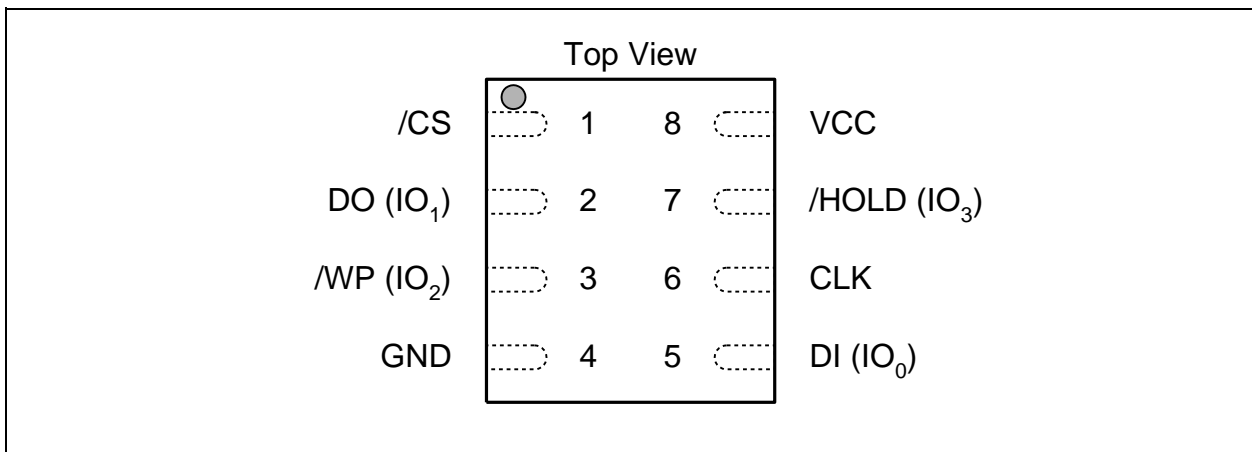 Top View
/CS 1 8 VCC
DO (IO₁) 2 7 /HOLD (IO₃)
/WP (IO₂) 3 6 CLK
GND 4 5 DI (IO₀)